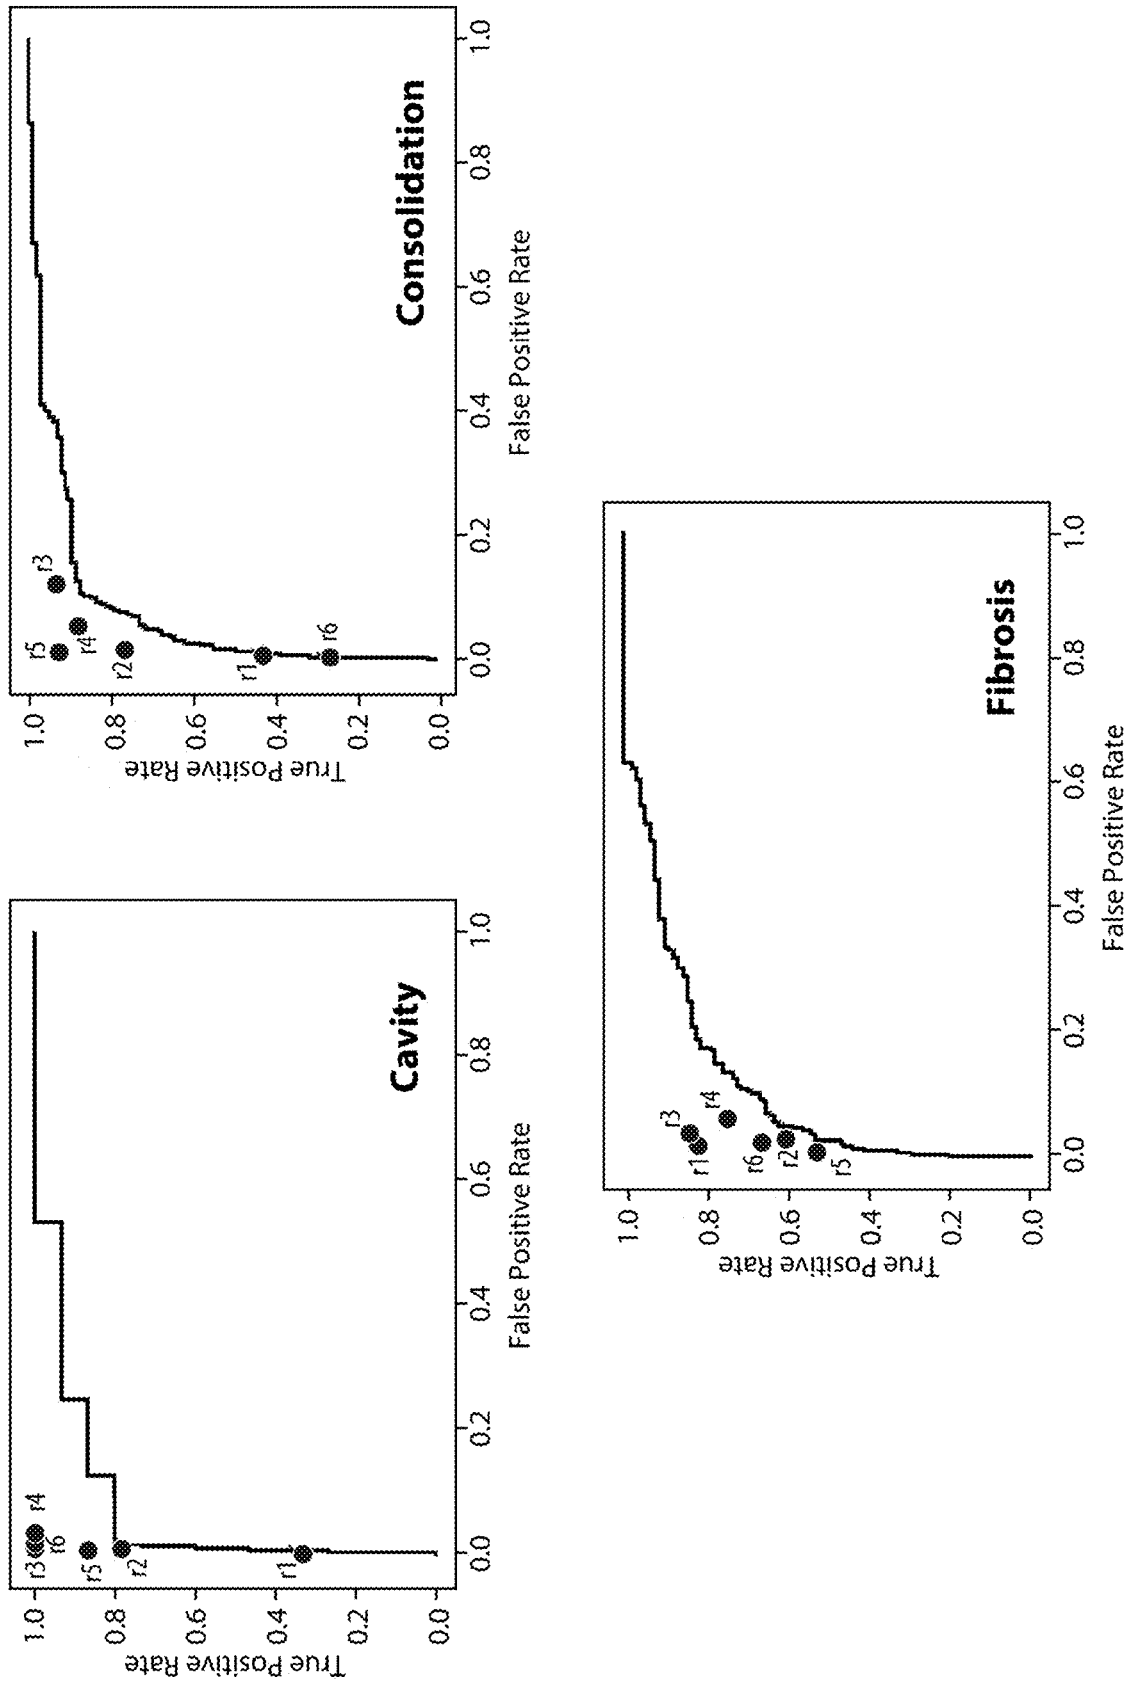 True Positive Rate
1.0
0.8
0.6
0.4
0.2
0.0
r3
r6
r4
r5
r2
r1
Cavity
0.0
0.2
0.4
0.6
0.8
1.0
False Positive Rate
True Positive Rate
1.0
0.8
0.6
0.4
0.2
0.0
r5
r3
r4
r2
r1
r6
Consolidation
0.0
0.2
0.4
0.6
0.8
1.0
False Positive Rate
True Positive Rate
1.0
0.8
0.6
0.4
0.2
0.0
r3
r1
r4
r6
r2
r5
Fibrosis
0.0
0.2
0.4
0.6
0.8
1.0
False Positive Rate